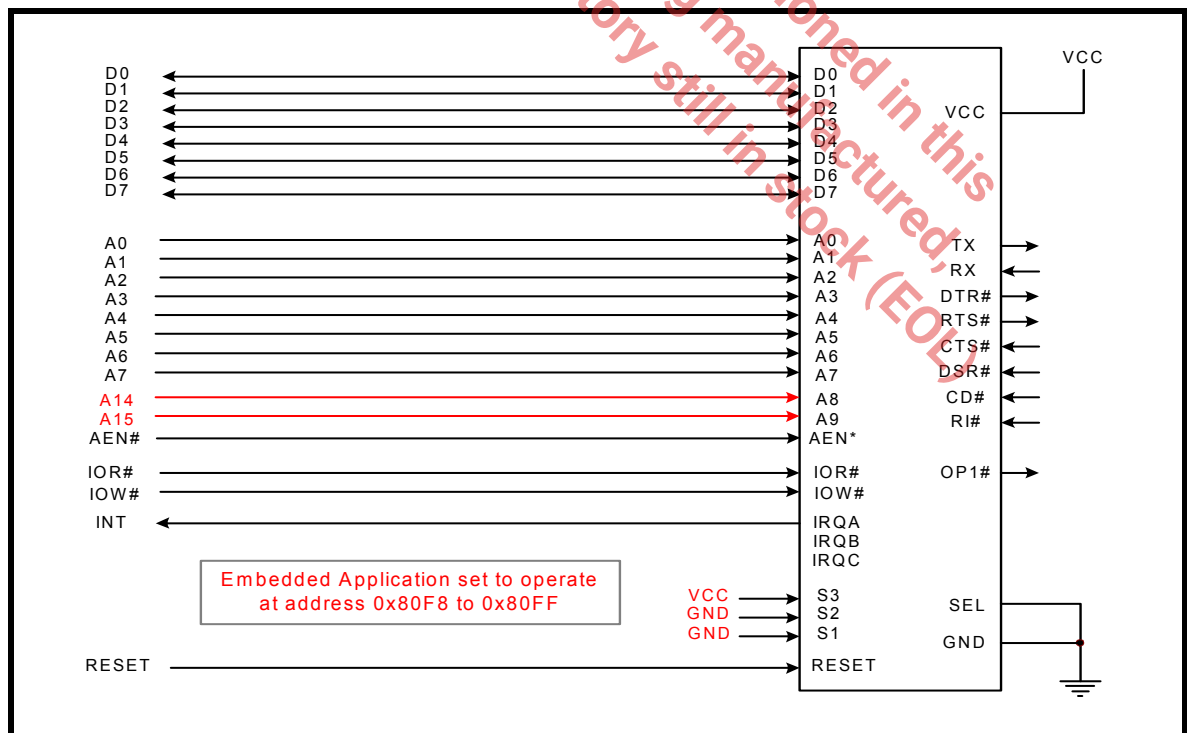 oned in this
g manufactured,
tory still in stock (EOL)
VCC
D0 D0
D1 D1
D2 D2
D3 D3
D4 D4
D5 D5
D6 D6
D7 D7
VCC
A0 A0
A1 A1
A2 A2
A3 A3
A4 A4
A5 A5
A6 A6
A7 A7
A14 A8
A15 A9
AEN# AEN*
TX
RX
DTR#
RTS#
CTS#
DSR#
CD#
RI#
IOR# IOR# OP1#
IOW# IOW#
INT IRQA
IRQB
IRQC
Embedded Application set to operate
at address 0x80F8 to 0x80FF
VCC S3
GND S2
GND S1
SEL
GND
RESET RESET